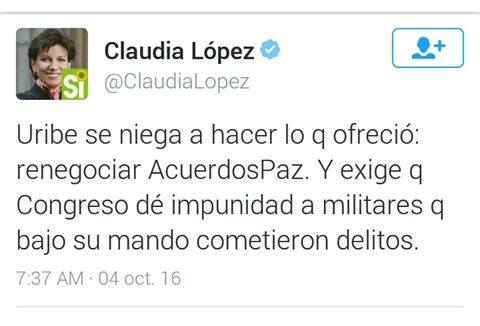 Claudia López
@ClaudiaLopez
Sí
Uribe se niega a hacer lo q ofreció:
renegociar AcuerdosPaz. Y exige q
Congreso dé impunidad a militares q
bajo su mando cometieron delitos.
7:37 AM · 04 oct. 16